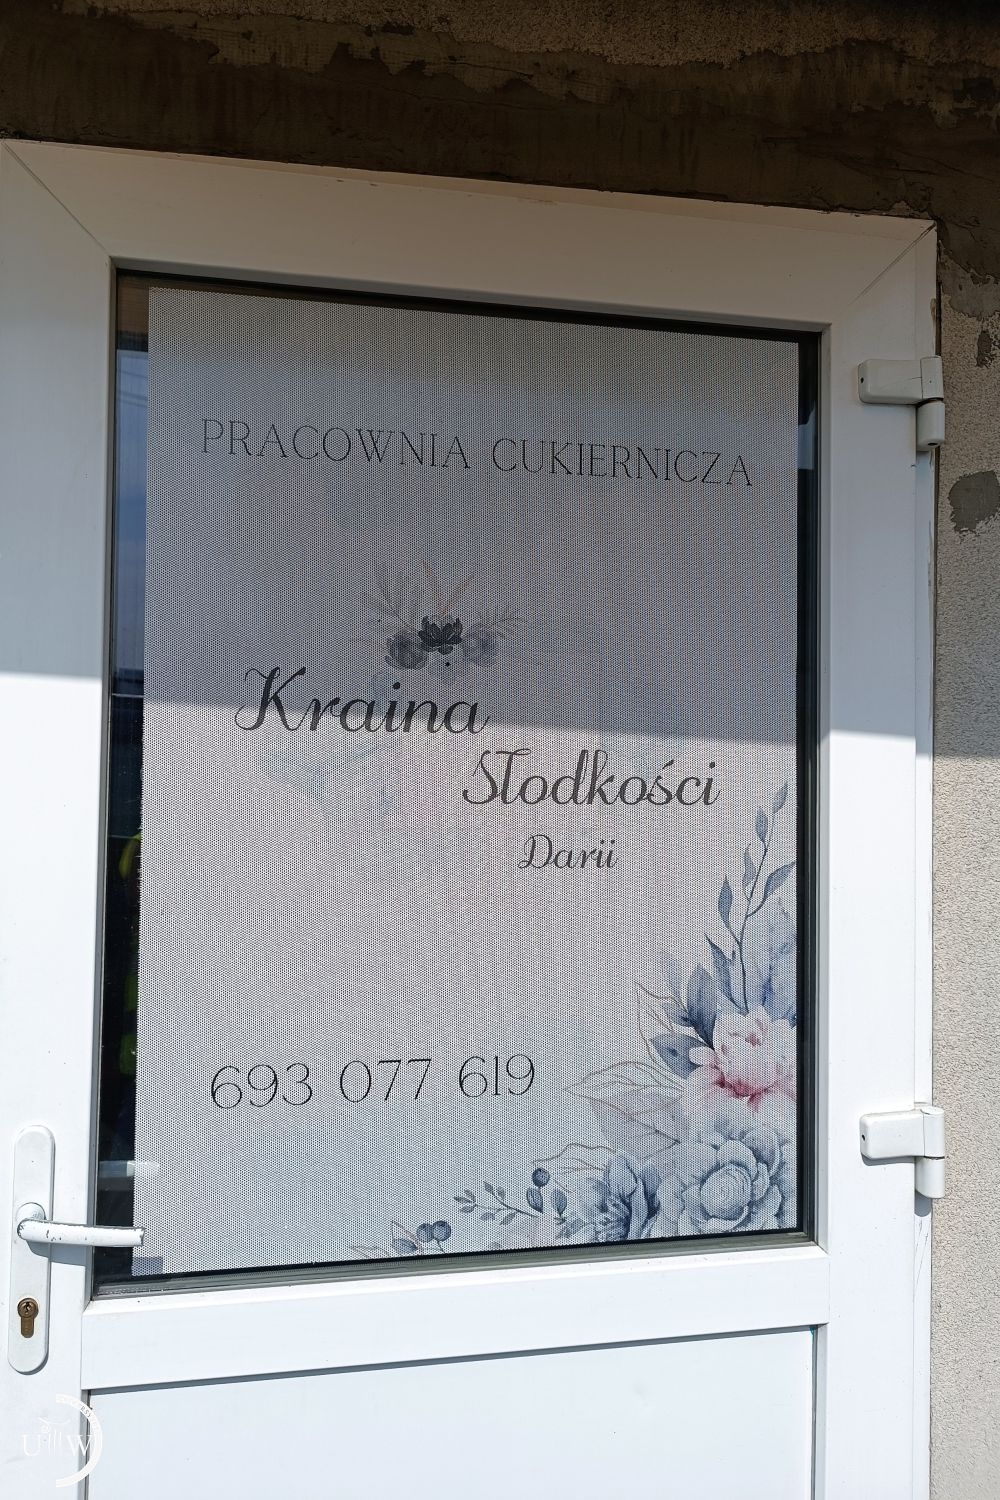 PRACOWNIA CUKIERNICZA
Kraina
Słodkości
Darii
693 077 619
U W